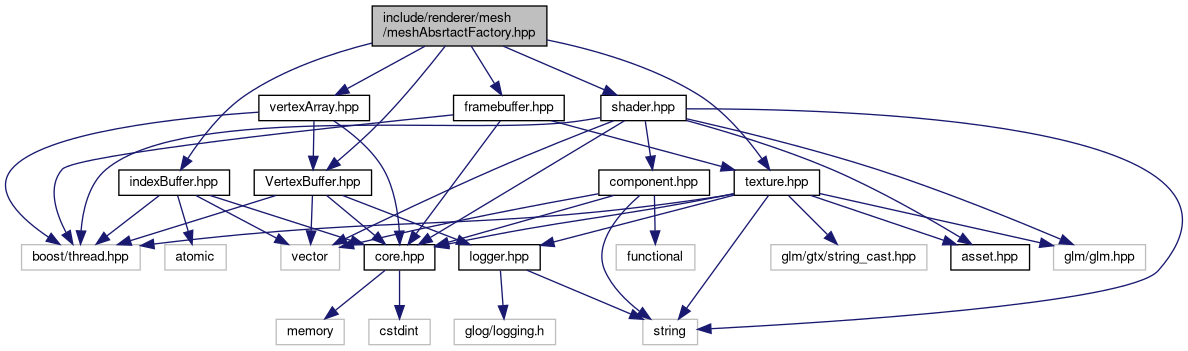 include/renderer/mesh
/meshAbsrtactFactory.hpp
vertexArray.hpp
framebuffer.hpp
shader.hpp
indexBuffer.hpp
VertexBuffer.hpp
component.hpp
texture.hpp
boost/thread.hpp
atomic
vector
core.hpp
logger.hpp
functional
glm/gtx/string_cast.hpp
asset.hpp
glm/glm.hpp
memory
cstdint
glog/logging.h
string